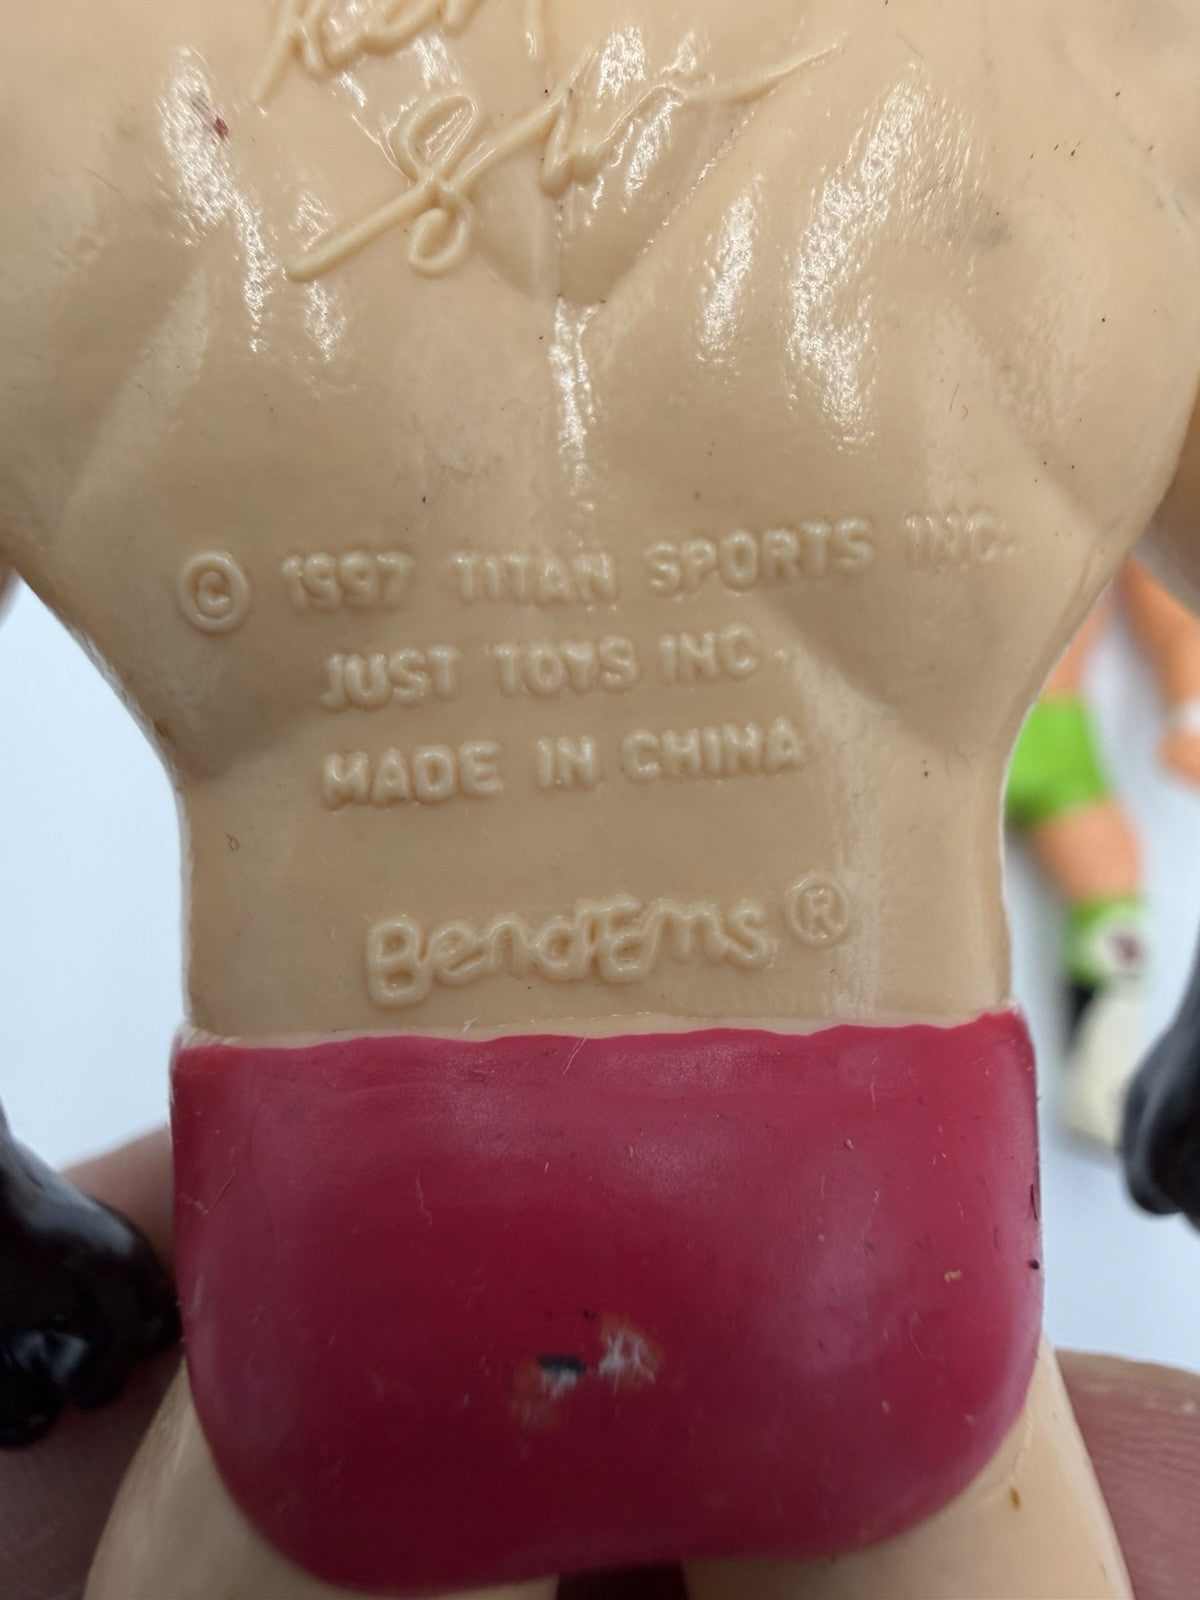 © 1997 TITAN SPORTS INC.
JUST TOYS INC.
MADE IN CHINA
BendEms ®